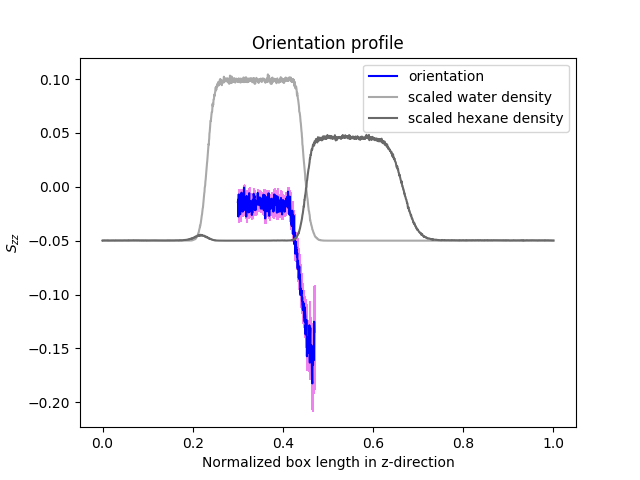 Orientation profile
orientation
scaled water density
scaled hexane density
0.10
0.05
0.00
−0.05
−0.10
−0.15
−0.20
S_{zz}
0.0 0.2 0.4 0.6 0.8 1.0
Normalized box length in z-direction